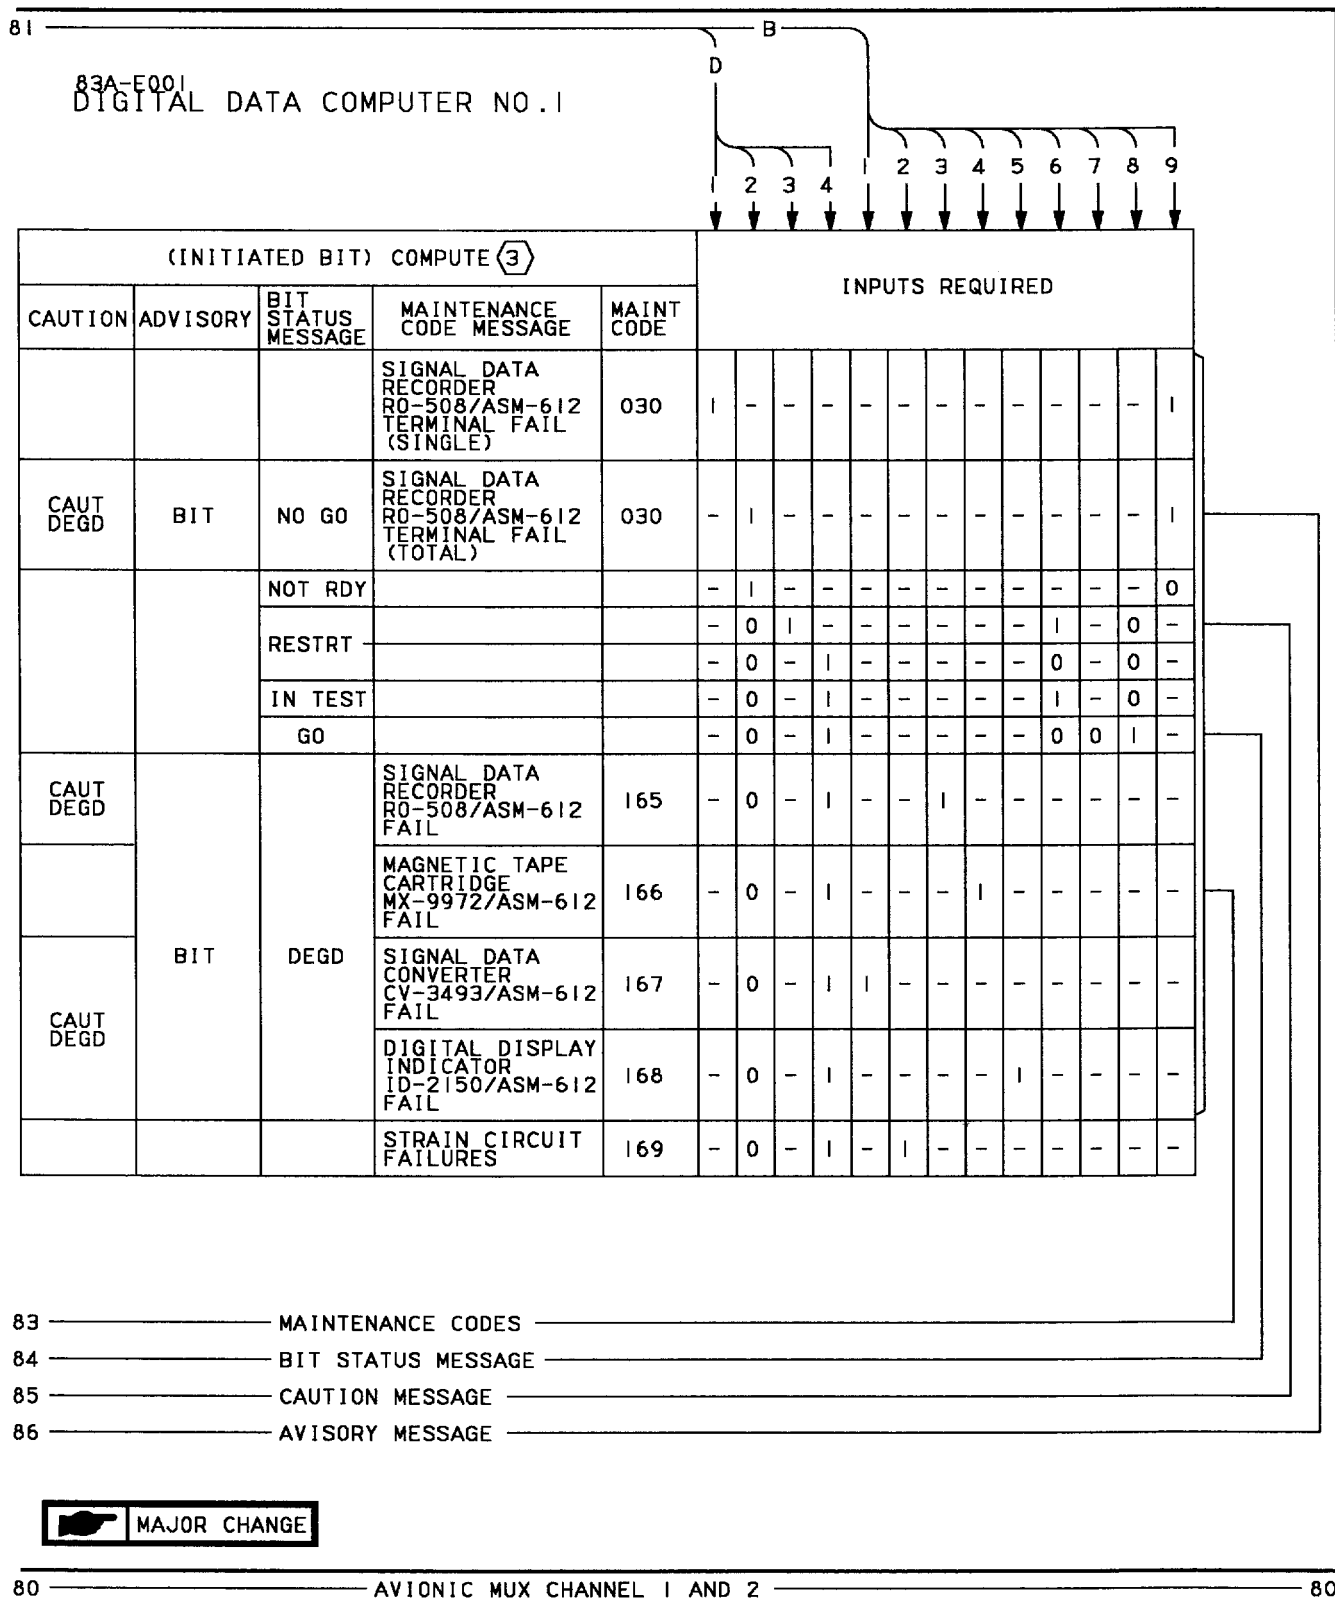 81 B
D
83A-E001
DIGITAL DATA COMPUTER NO.1
1 2 3 4 1 2 3 4 5 6 7 8 9
(INITIATED BIT) COMPUTE 3
INPUTS REQUIRED
CAUTION ADVISORY BIT STATUS MESSAGE MAINTENANCE CODE MESSAGE MAINT CODE
SIGNAL DATA RECORDER RO-508/ASM-612 TERMINAL FAIL (SINGLE) 030 1 - - - - - - - - - - - 1
CAUT DEGD BIT NO GO SIGNAL DATA RECORDER RO-508/ASM-612 TERMINAL FAIL (TOTAL) 030 - 1 - - - - - - - - - - 1
NOT RDY - 1 - - - - - - - - - - 0
RESTRT - 0 1 - - - - - - 1 - 0 -
- 0 - 1 - - - - - 0 - 0 -
IN TEST - 0 - 1 - - - - - 1 - 0 -
GO - 0 - 1 - - - - - 0 0 1 -
CAUT DEGD SIGNAL DATA RECORDER RO-508/ASM-612 FAIL 165 - 0 - 1 - - 1 - - - - - -
MAGNETIC TAPE CARTRIDGE MX-9972/ASM-612 FAIL 166 - 0 - 1 - - - 1 - - - - -
BIT DEGD SIGNAL DATA CONVERTER CV-3493/ASM-612 FAIL 167 - 0 - 1 1 - - - - - - - -
CAUT DEGD
DIGITAL DISPLAY INDICATOR ID-2150/ASM-612 FAIL 168 - 0 - 1 - - - - 1 - - - -
STRAIN CIRCUIT FAILURES 169 - 0 - 1 - 1 - - - - - - -
83 MAINTENANCE CODES
84 BIT STATUS MESSAGE
85 CAUTION MESSAGE
86 AVISORY MESSAGE
MAJOR CHANGE
80 AVIONIC MUX CHANNEL 1 AND 2 80